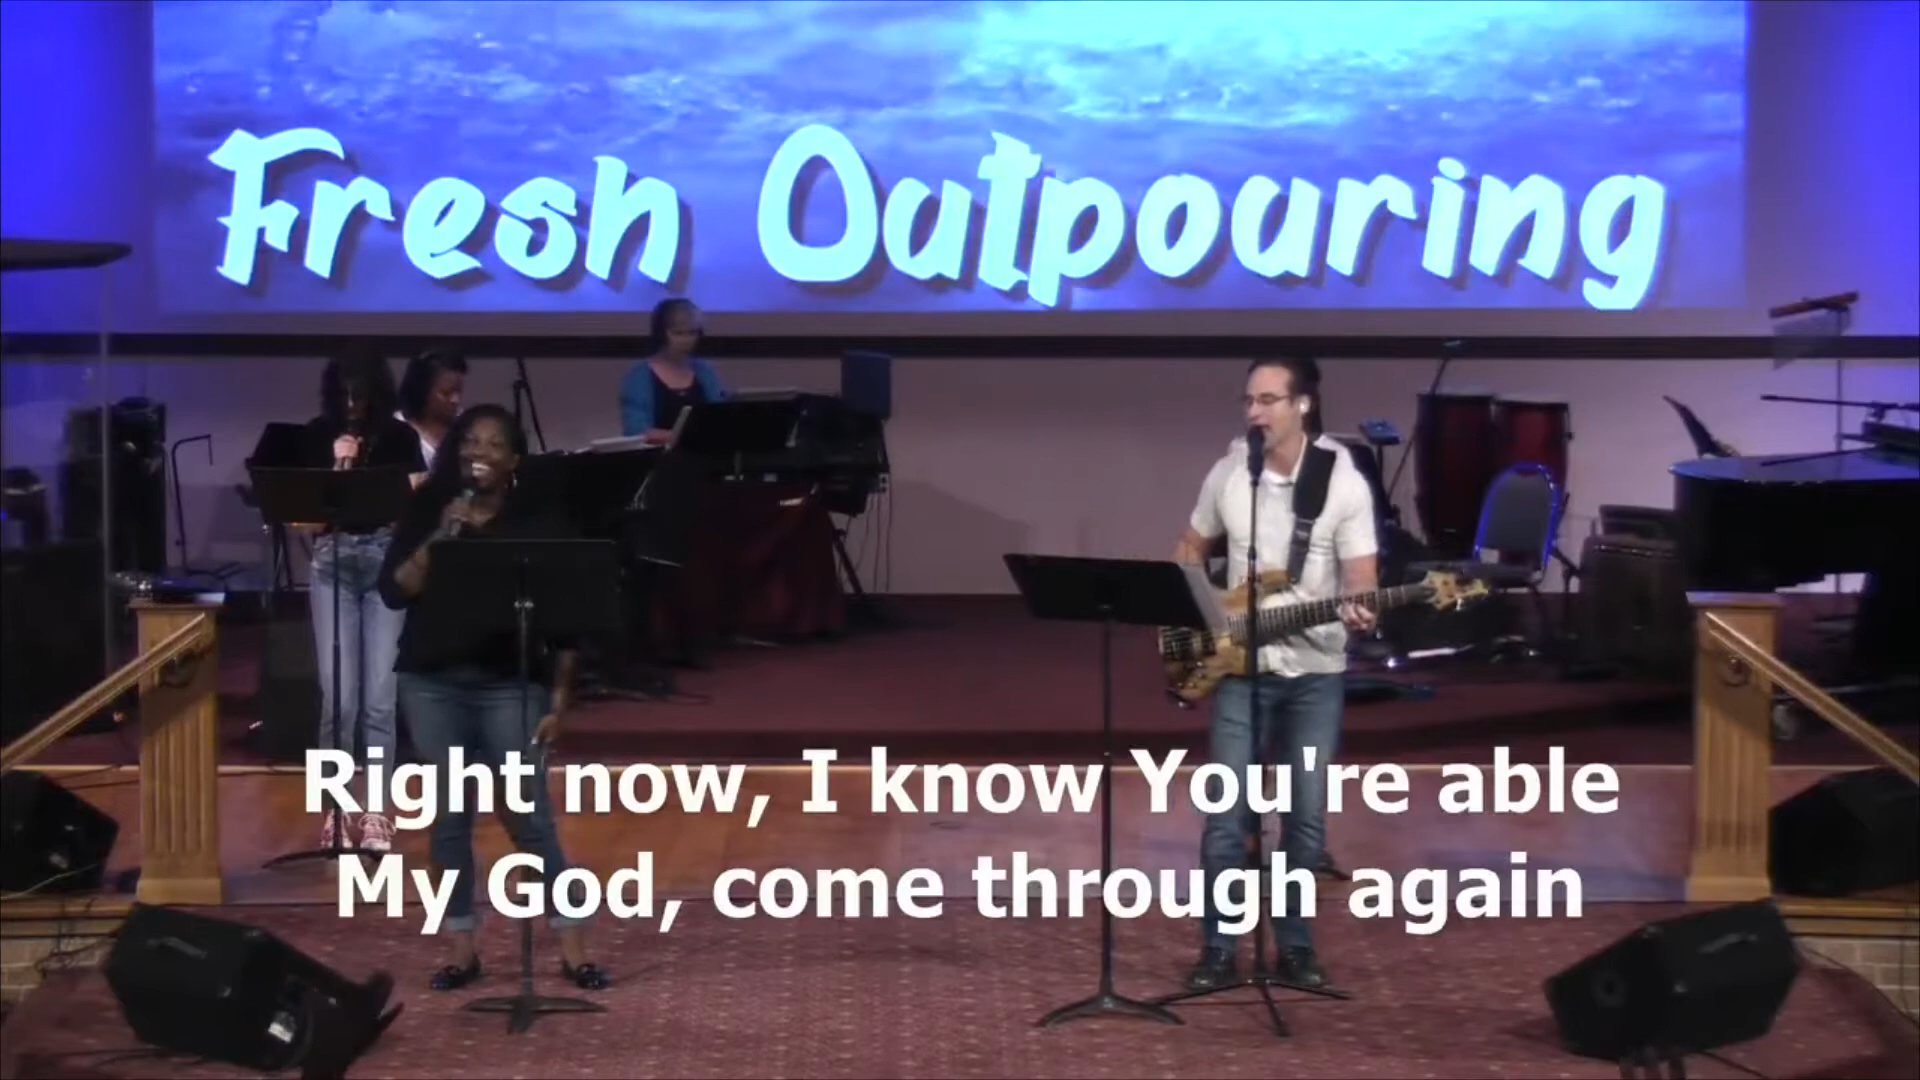 Fresh Outpouring
Right now, I know You're able
My God, come through again